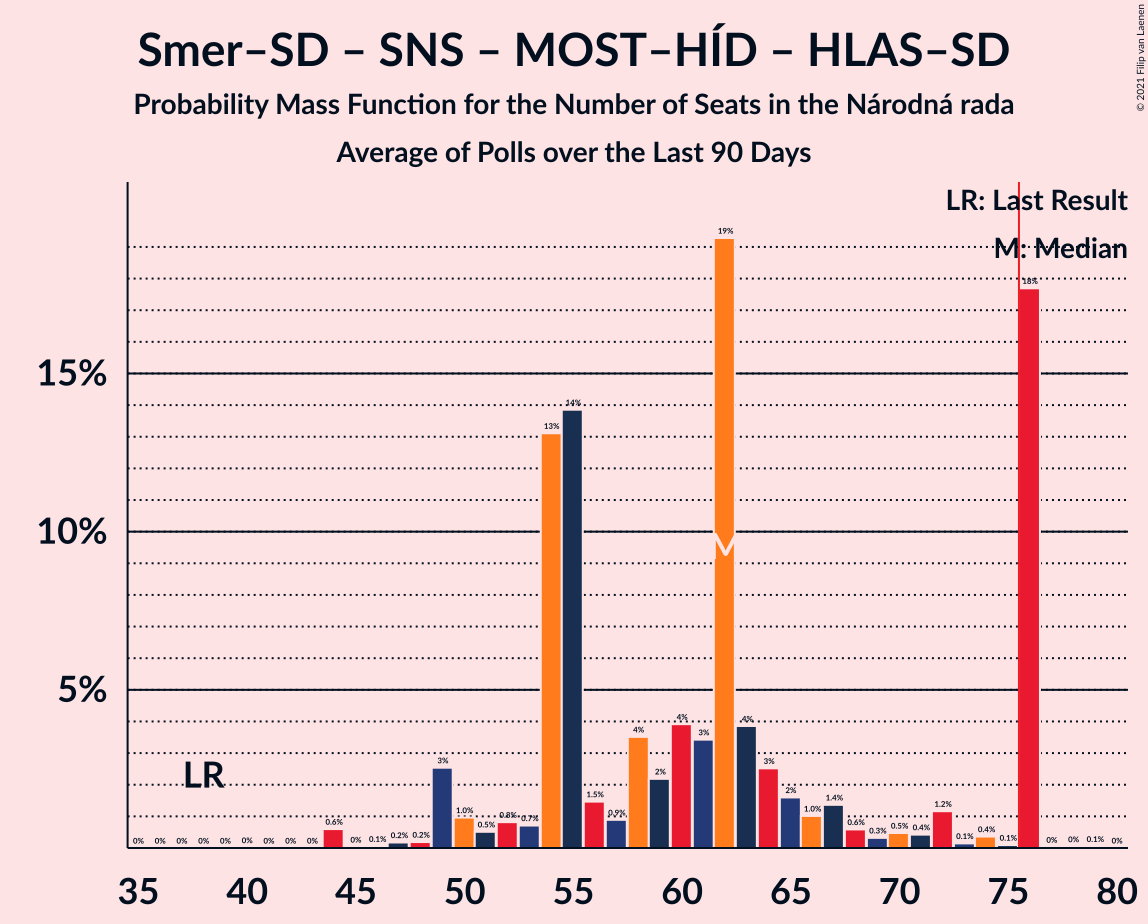 Smer–SD – SNS – MOST–HÍD – HLAS–SD
Probability Mass Function for the Number of Seats in the Národná rada
Average of Polls over the Last 90 Days
© 2021 Filip van Laenen
LR: Last Result
M: Median
15%
10%
5%
LR
M
0% 0% 0% 0% 0% 0% 0% 0% 0% 0.6% 0% 0.1% 0.2% 0.2% 3% 1.0% 0.5% 0.8% 0.7% 13% 14% 1.5% 0.9% 4% 2% 4% 3% 19% 4% 3% 2% 1.0% 1.4% 0.6% 0.3% 0.5% 0.4% 1.2% 0.1% 0.4% 0.1% 18% 0% 0% 0.1% 0%
35 40 45 50 55 60 65 70 75 80